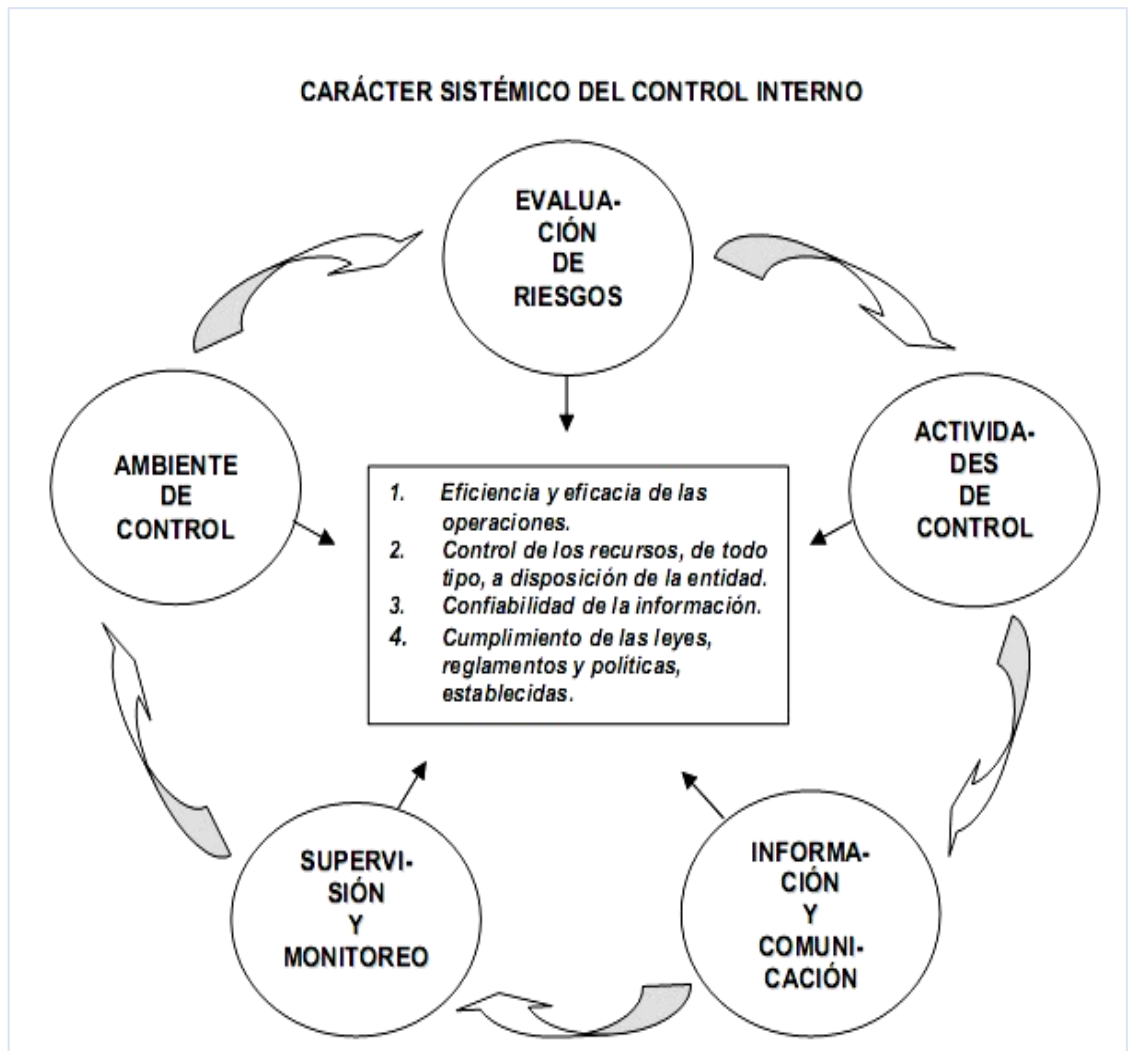 CARÁCTER SISTÉMICO DEL CONTROL INTERNO
EVALUA-
CIÓN
DE
RIESGOS
AMBIENTE
DE
CONTROL
ACTIVIDA-
DES
DE
CONTROL
1. Eficiencia y eficacia de las
operaciones.
2. Control de los recursos, de todo
tipo, a disposición de la entidad.
3. Confiabilidad de la información.
4. Cumplimiento de las leyes,
reglamentos y políticas,
establecidas.
SUPERVI-
SIÓN
Y
MONITOREO
INFORMA-
CIÓN
Y
COMUNI-
CACIÓN